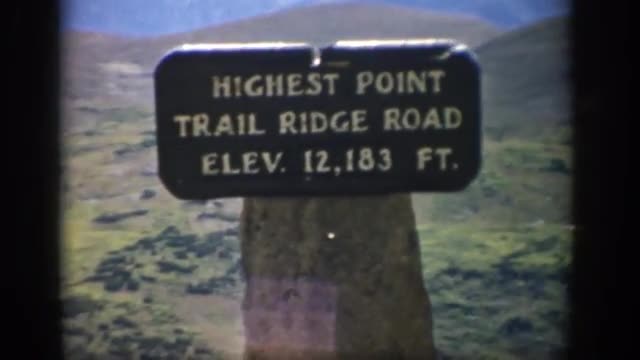 HIGHEST POINT
TRAIL RIDGE ROAD
ELEV. 12,183 FT.